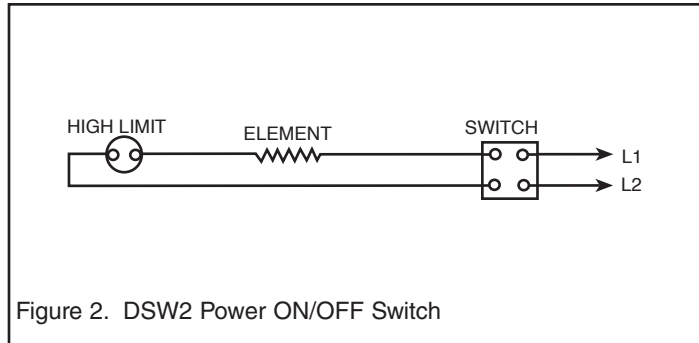 HIGH LIMIT
ELEMENT
SWITCH
L1
L2
Figure 2. DSW2 Power ON/OFF Switch